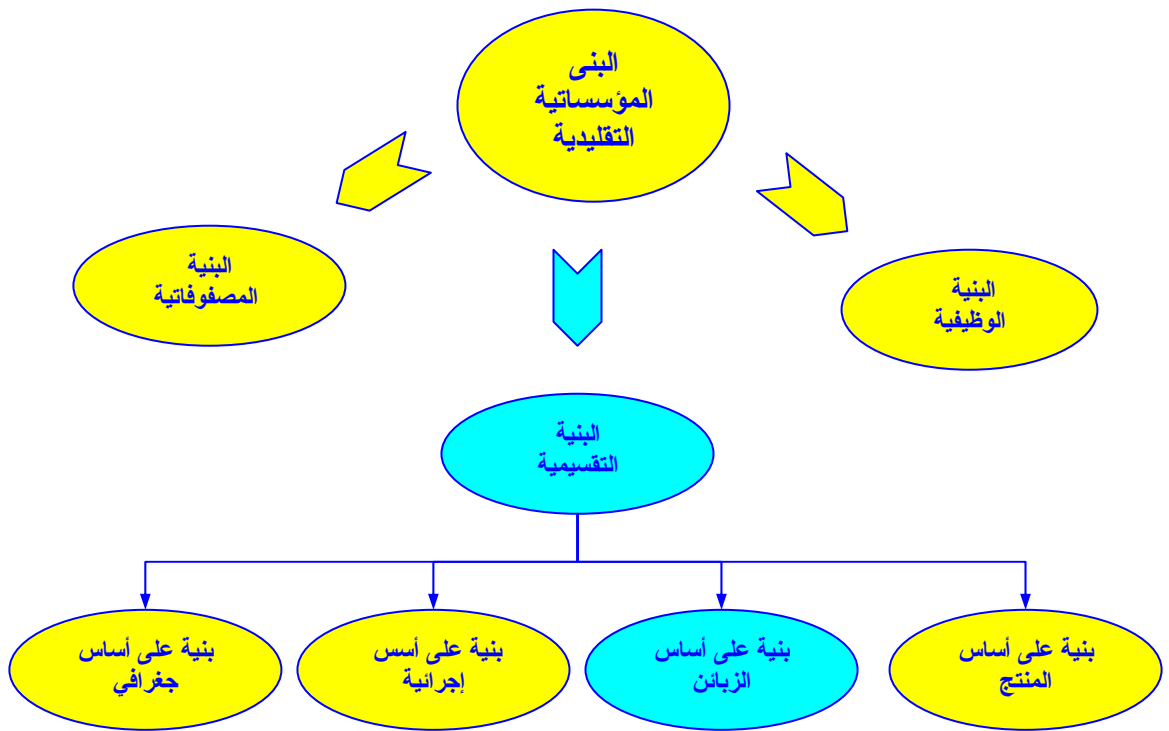 البنى
المؤسساتية
التقليدية
البنية
الوظيفية
البنية
المصفوفاتية
البنية
التقسيمية
بنية على أساس
المنتج
بنية على أساس
الزبائن
بنية على أسس
إجرائية
بنية على أساس
جغرافي